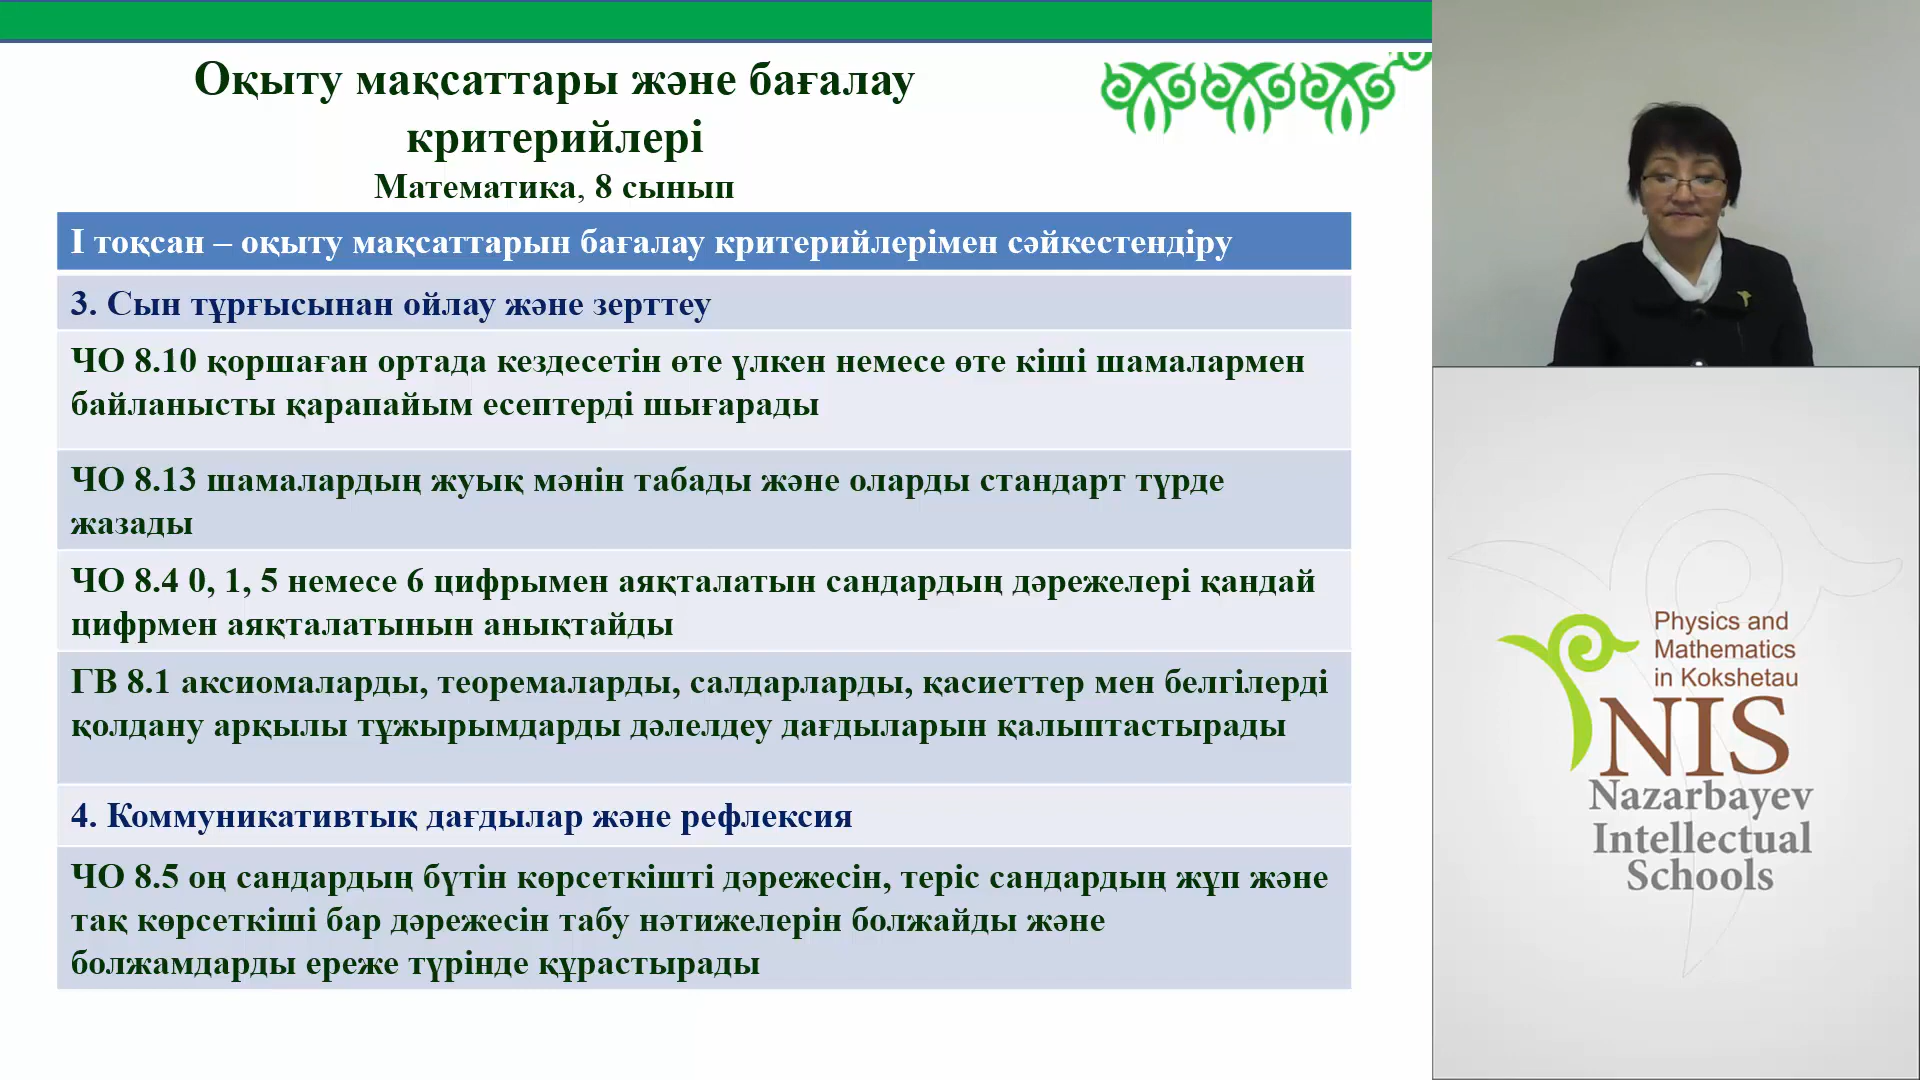 Оқыту мақсаттары және бағалау
критерийлері
Математика, 8 сынып
І тоқсан – оқыту мақсаттарын бағалау критерийлерімен сәйкестендіру
3. Сын тұрғысынан ойлау және зерттеу
ЧО 8.10 қоршаған ортада кездесетін өте үлкен немесе өте кіші шамалармен
байланысты қарапайым есептерді шығарады
ЧО 8.13 шамалардың жуық мәнін табады және оларды стандарт түрде
жазады
ЧО 8.4 0, 1, 5 немесе 6 цифрымен аяқталатын сандардың дәрежелері қандай
цифрмен аяқталатынын анықтайды
ГВ 8.1 аксиомаларды, теоремаларды, салдарларды, қасиеттер мен белгілерді
қолдану арқылы тұжырымдарды дәлелдеу дағдыларын қалыптастырады
4. Коммуникативтық дағдылар және рефлексия
ЧО 8.5 оң сандардың бүтін көрсеткішті дәрежесін, теріс сандардың жұп және
тақ көрсеткіші бар дәрежесін табу нәтижелерін болжайды және
болжамдарды ереже түрінде құрастырады
Physics and
Mathematics
in Kokshetau
NIS
Nazarbayev
Intellectual
Schools